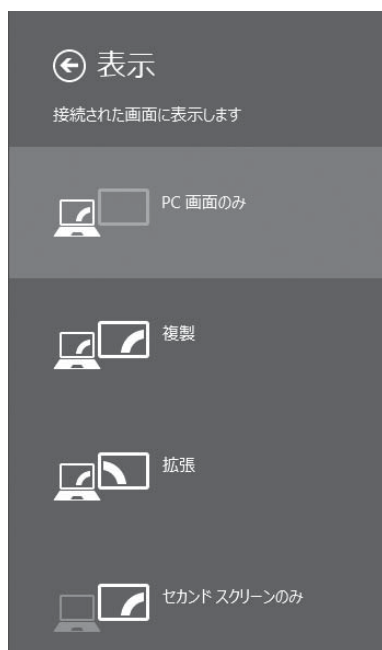 表示
接続された画面に表示します
PC 画面のみ
複製
拡張
セカンド スクリーンのみ